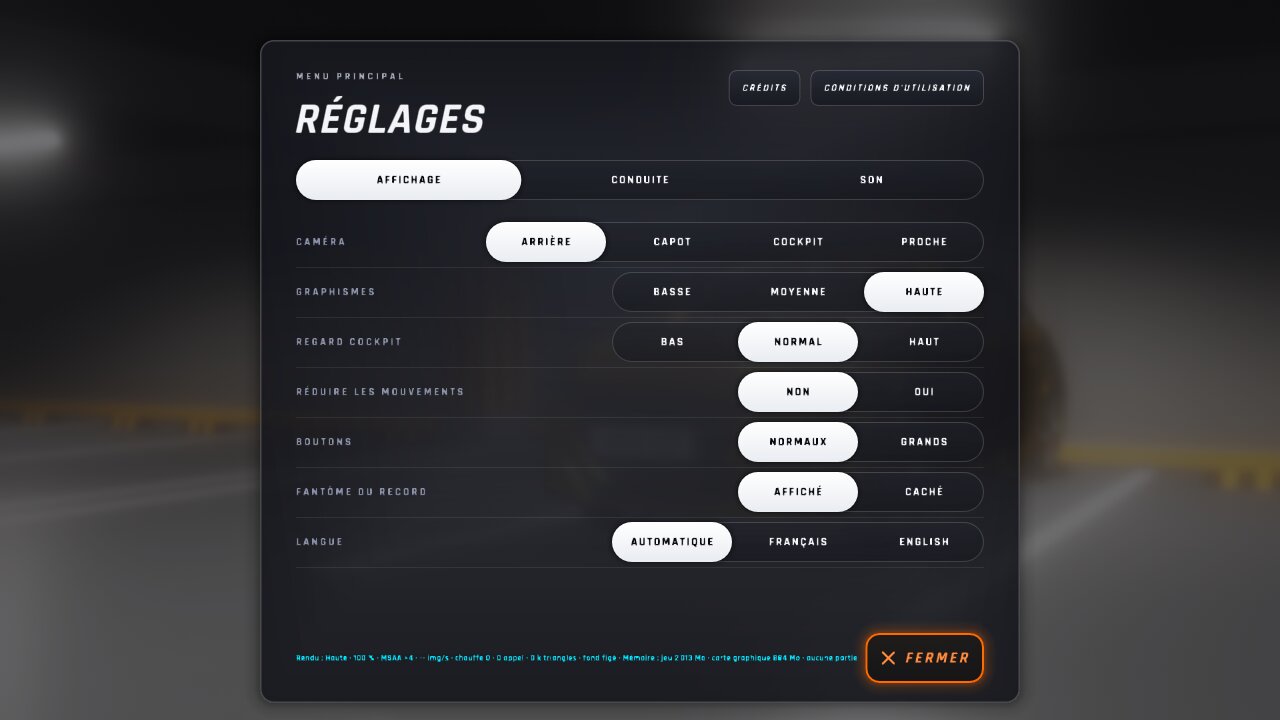 MENU PRINCIPAL
CRÉDITS
CONDITIONS D'UTILISATION
RÉGLAGES
AFFICHAGE CONDUITE SON
CAMÉRA ARRIÈRE CAPOT COCKPIT PROCHE
GRAPHISMES BASSE MOYENNE HAUTE
REGARD COCKPIT BAS NORMAL HAUT
RÉDUIRE LES MOUVEMENTS NON OUI
BOUTONS NORMAUX GRANDS
FANTÔME DU RECORD AFFICHÉ CACHÉ
LANGUE AUTOMATIQUE FRANÇAIS ENGLISH
Rendu : Haute · 100 % · MSAA ×4 · -- img/s · chauffe 0 · 0 appel · 0 k triangles · fond figé · Mémoire : jeu 2 013 Mo · carte graphique 884 Mo · aucune partie
× FERMER